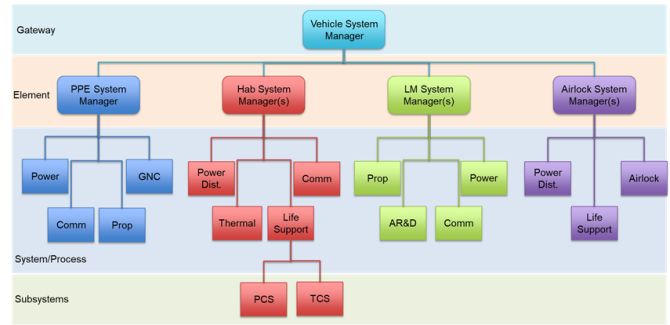 Gateway
Vehicle System
Manager
Element
PPE System
Manager
Hab System
Manager(s)
LM System
Manager(s)
Airlock System
Manager(s)
Power
GNC
Comm
Prop
Power
Dist.
Comm
Thermal
Life
Support
Prop
Power
AR&D
Comm
Power
Dist.
Airlock
Life
Support
System/Process
Subsystems
PCS
TCS